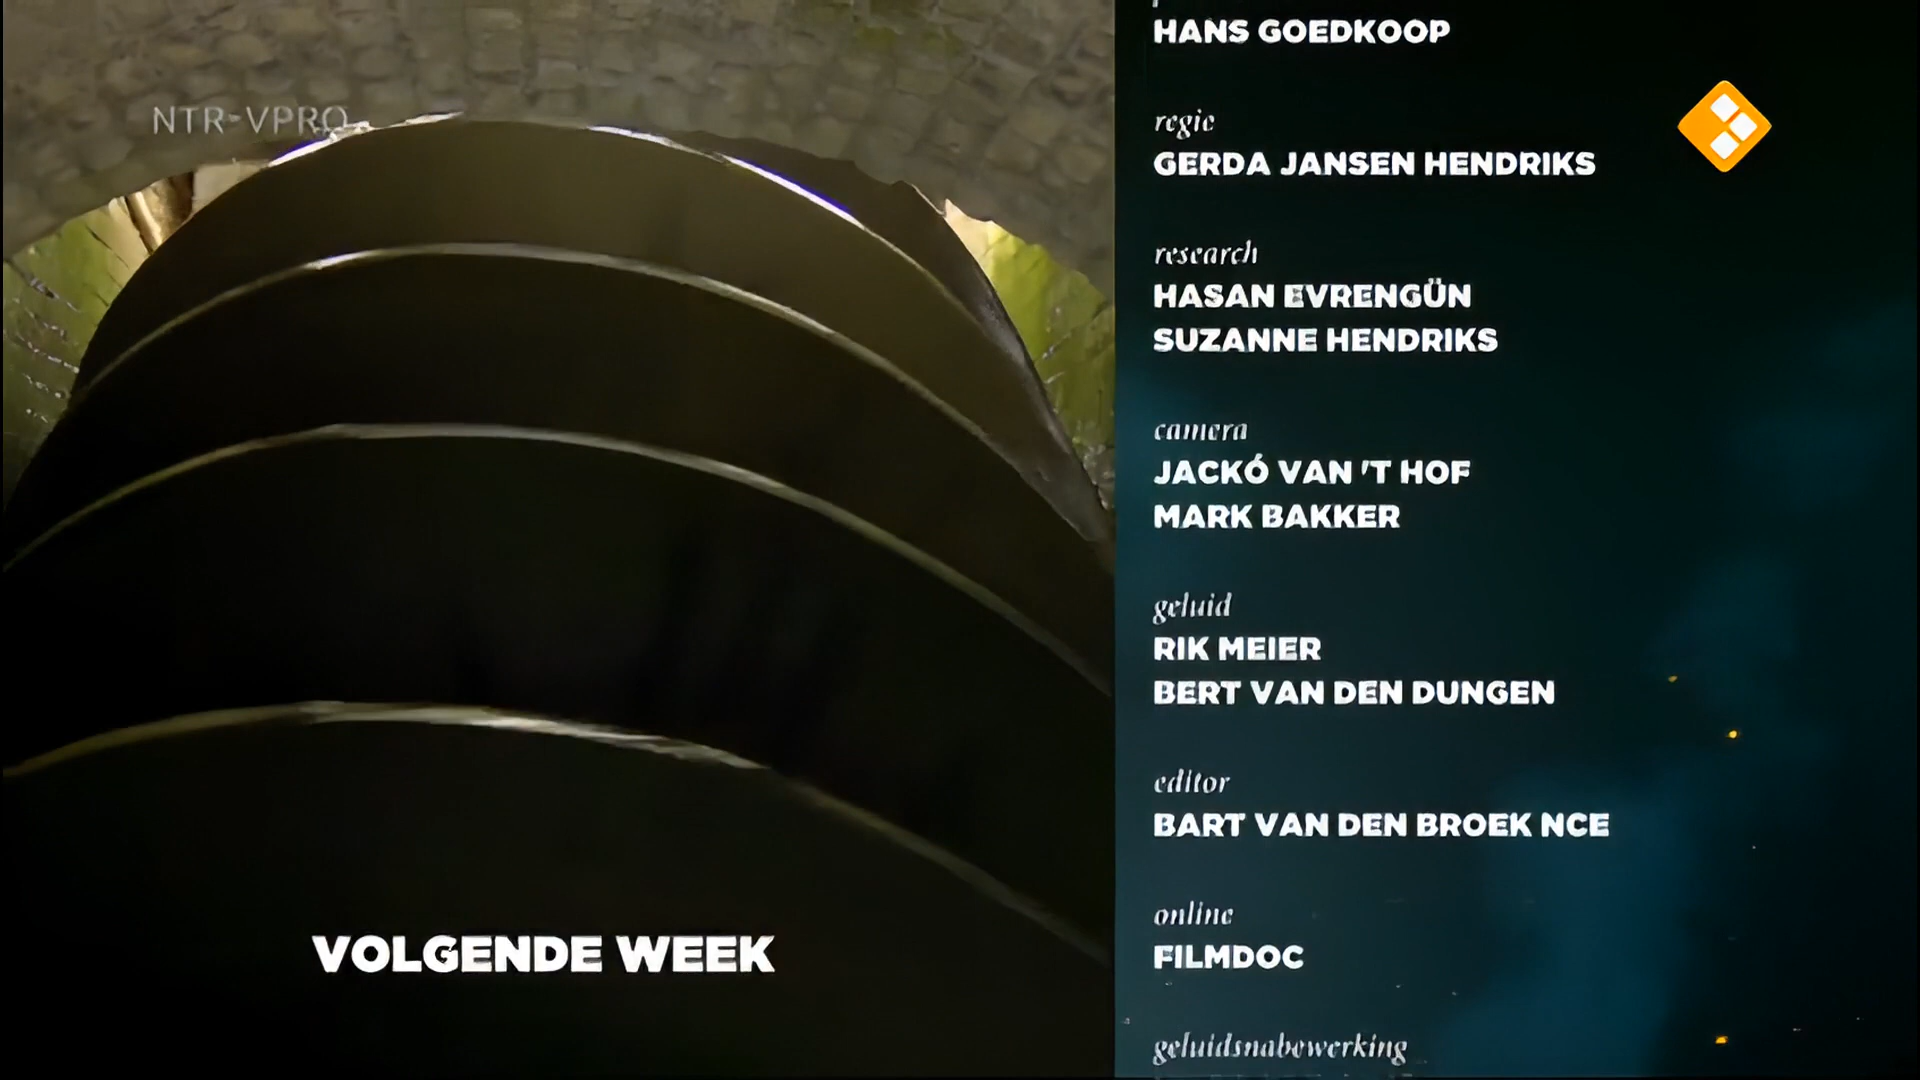 NTR-VPRO
VOLGENDE WEEK
HANS GOEDKOOP
regie
GERDA JANSEN HENDRIKS
research
HASAN EVRENGÜN
SUZANNE HENDRIKS
camera
JACKÓ VAN 'T HOF
MARK BAKKER
geluid
RIK MEIER
BERT VAN DEN DUNGEN
editor
BART VAN DEN BROEK NCE
online
FILMDOC
geluidsnabewerking